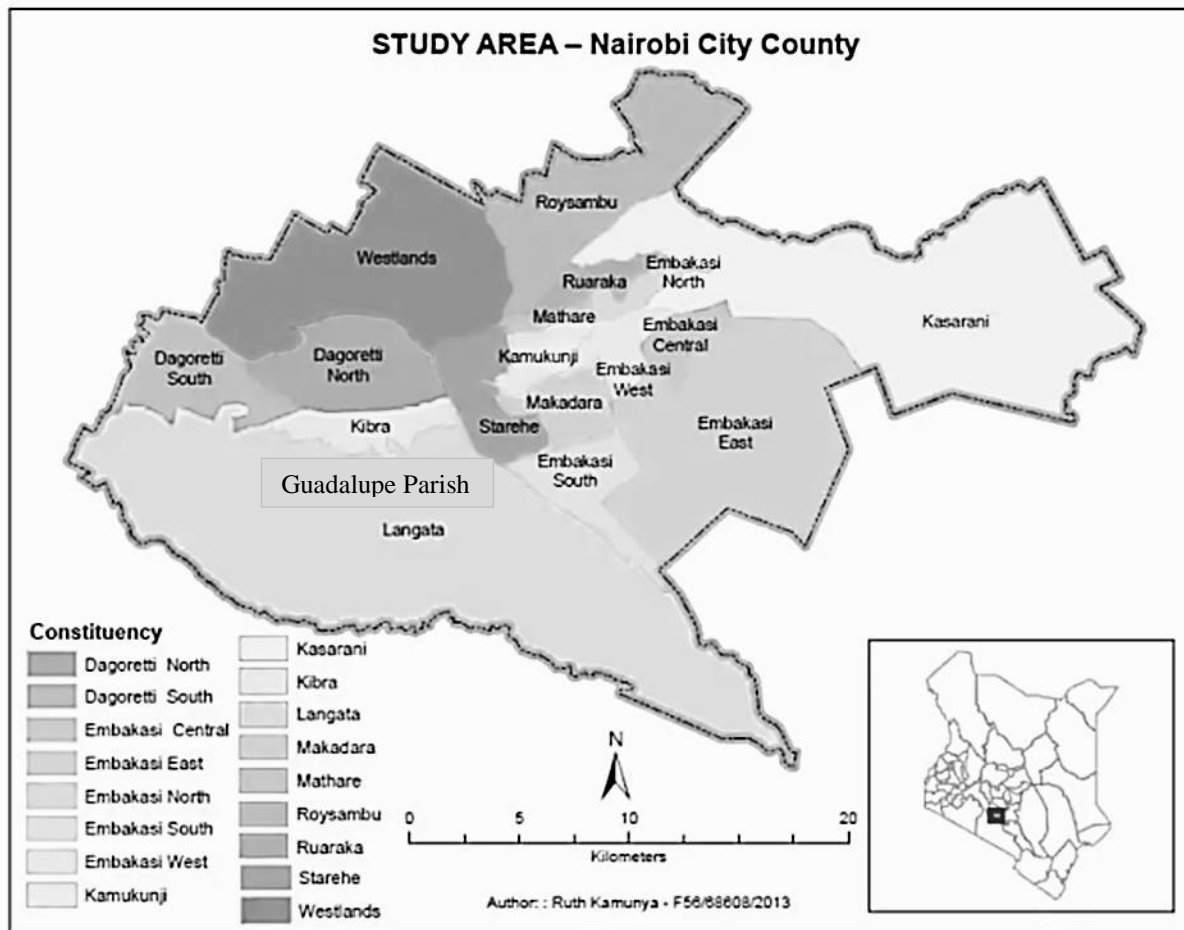 STUDY AREA – Nairobi City County
Roysambu
Westlands
Ruaraka
Embakasi
North
Mathare
Kasarani
Embakasi
Central
Dagoretti
South
Dagoretti
North
Kamukunji
Embakasi
West
Makadara
Kibra
Starehe
Embakasi
East
Embakasi
South
Guadalupe Parish
Langata
Constituency
Dagoretti North
Dagoretti South
Embakasi Central
Embakasi East
Embakasi North
Embakasi South
Embakasi West
Kamukunji
Kasarani
Kibra
Langata
Makadara
Mathare
Roysambu
Ruaraka
Starehe
Westlands
N
0 5 10 20
Kilometers
Author: : Ruth Kamunya - F56/68608/2013